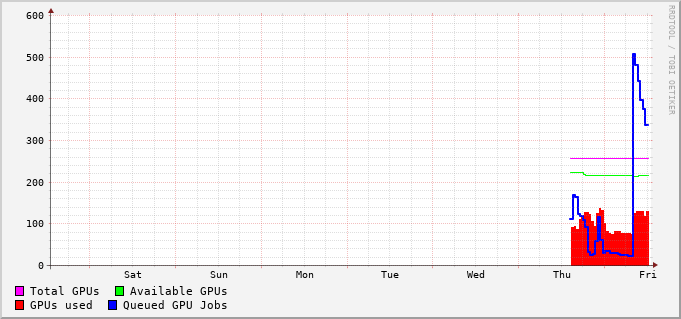 600
500
400
300
200
100
0
Sat Sun Mon Tue Wed Thu Fri
Total GPUs Available GPUs
GPUs used Queued GPU Jobs
RRDTOOL / TOBI OETIKER